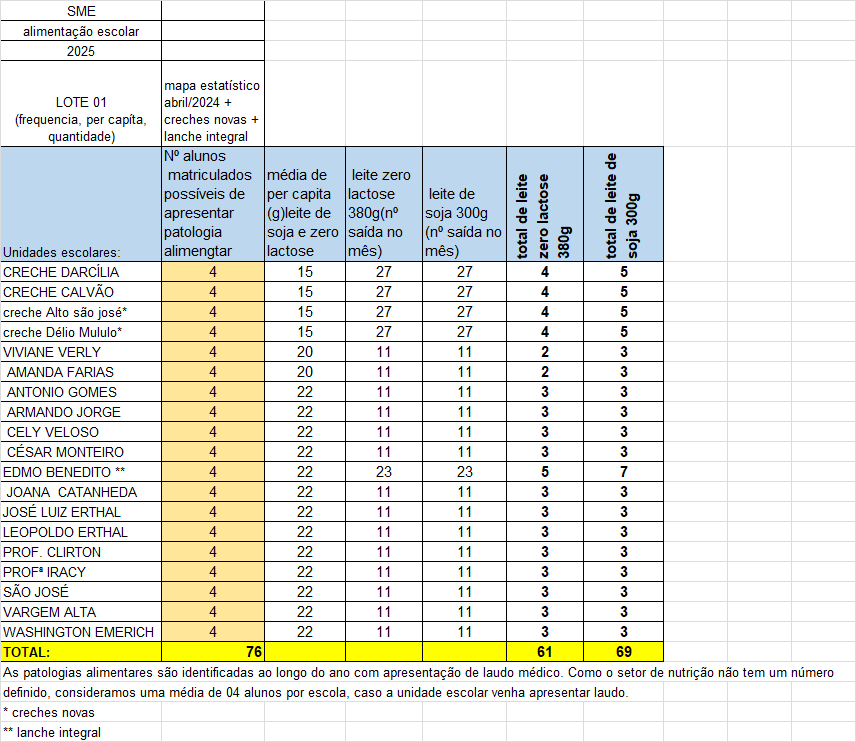 SME
alimentação escolar
2025
LOTE 01
(frequencia, per capíta,
quantidade)
mapa estatístico
abril/2024 +
creches novas +
lanche integral
Unidades escolares:
Nº alunos
matriculados
possíveis de
apresentar
patologia
alimengtar
média de
per capita
(g)leite de
soja e zero
lactose
leite zero
lactose
380g(nº
saída no
mês)
leite de
soja 300g
(nº saída no
mês)
total de leite
zero lactose
380g
total de leite de
soja 300g
CRECHE DARCÍLIA 4 15 27 27 4 5
CRECHE CALVÃO 4 15 27 27 4 5
creche Alto são josé* 4 15 27 27 4 5
creche Délio Mululo* 4 15 27 27 4 5
VIVIANE VERLY 4 20 11 11 2 3
AMANDA FARIAS 4 20 11 11 2 3
ANTONIO GOMES 4 22 11 11 3 3
ARMANDO JORGE 4 22 11 11 3 3
CELY VELOSO 4 22 11 11 3 3
CÉSAR MONTEIRO 4 22 11 11 3 3
EDMO BENEDITO ** 4 22 23 23 5 7
JOANA CATANHEDA 4 22 11 11 3 3
JOSÉ LUIZ ERTHAL 4 22 11 11 3 3
LEOPOLDO ERTHAL 4 22 11 11 3 3
PROF. CLIRTON 4 22 11 11 3 3
PROFª IRACY 4 22 11 11 3 3
SÃO JOSÉ 4 22 11 11 3 3
VARGEM ALTA 4 22 11 11 3 3
WASHINGTON EMERICH 4 22 11 11 3 3
TOTAL: 76 61 69
As patologias alimentares são identificadas ao longo do ano com apresentação de laudo médico. Como o setor de nutrição não tem um número
definido, consideramos uma média de 04 alunos por escola, caso a unidade escolar venha apresentar laudo.
* creches novas
** lanche integral